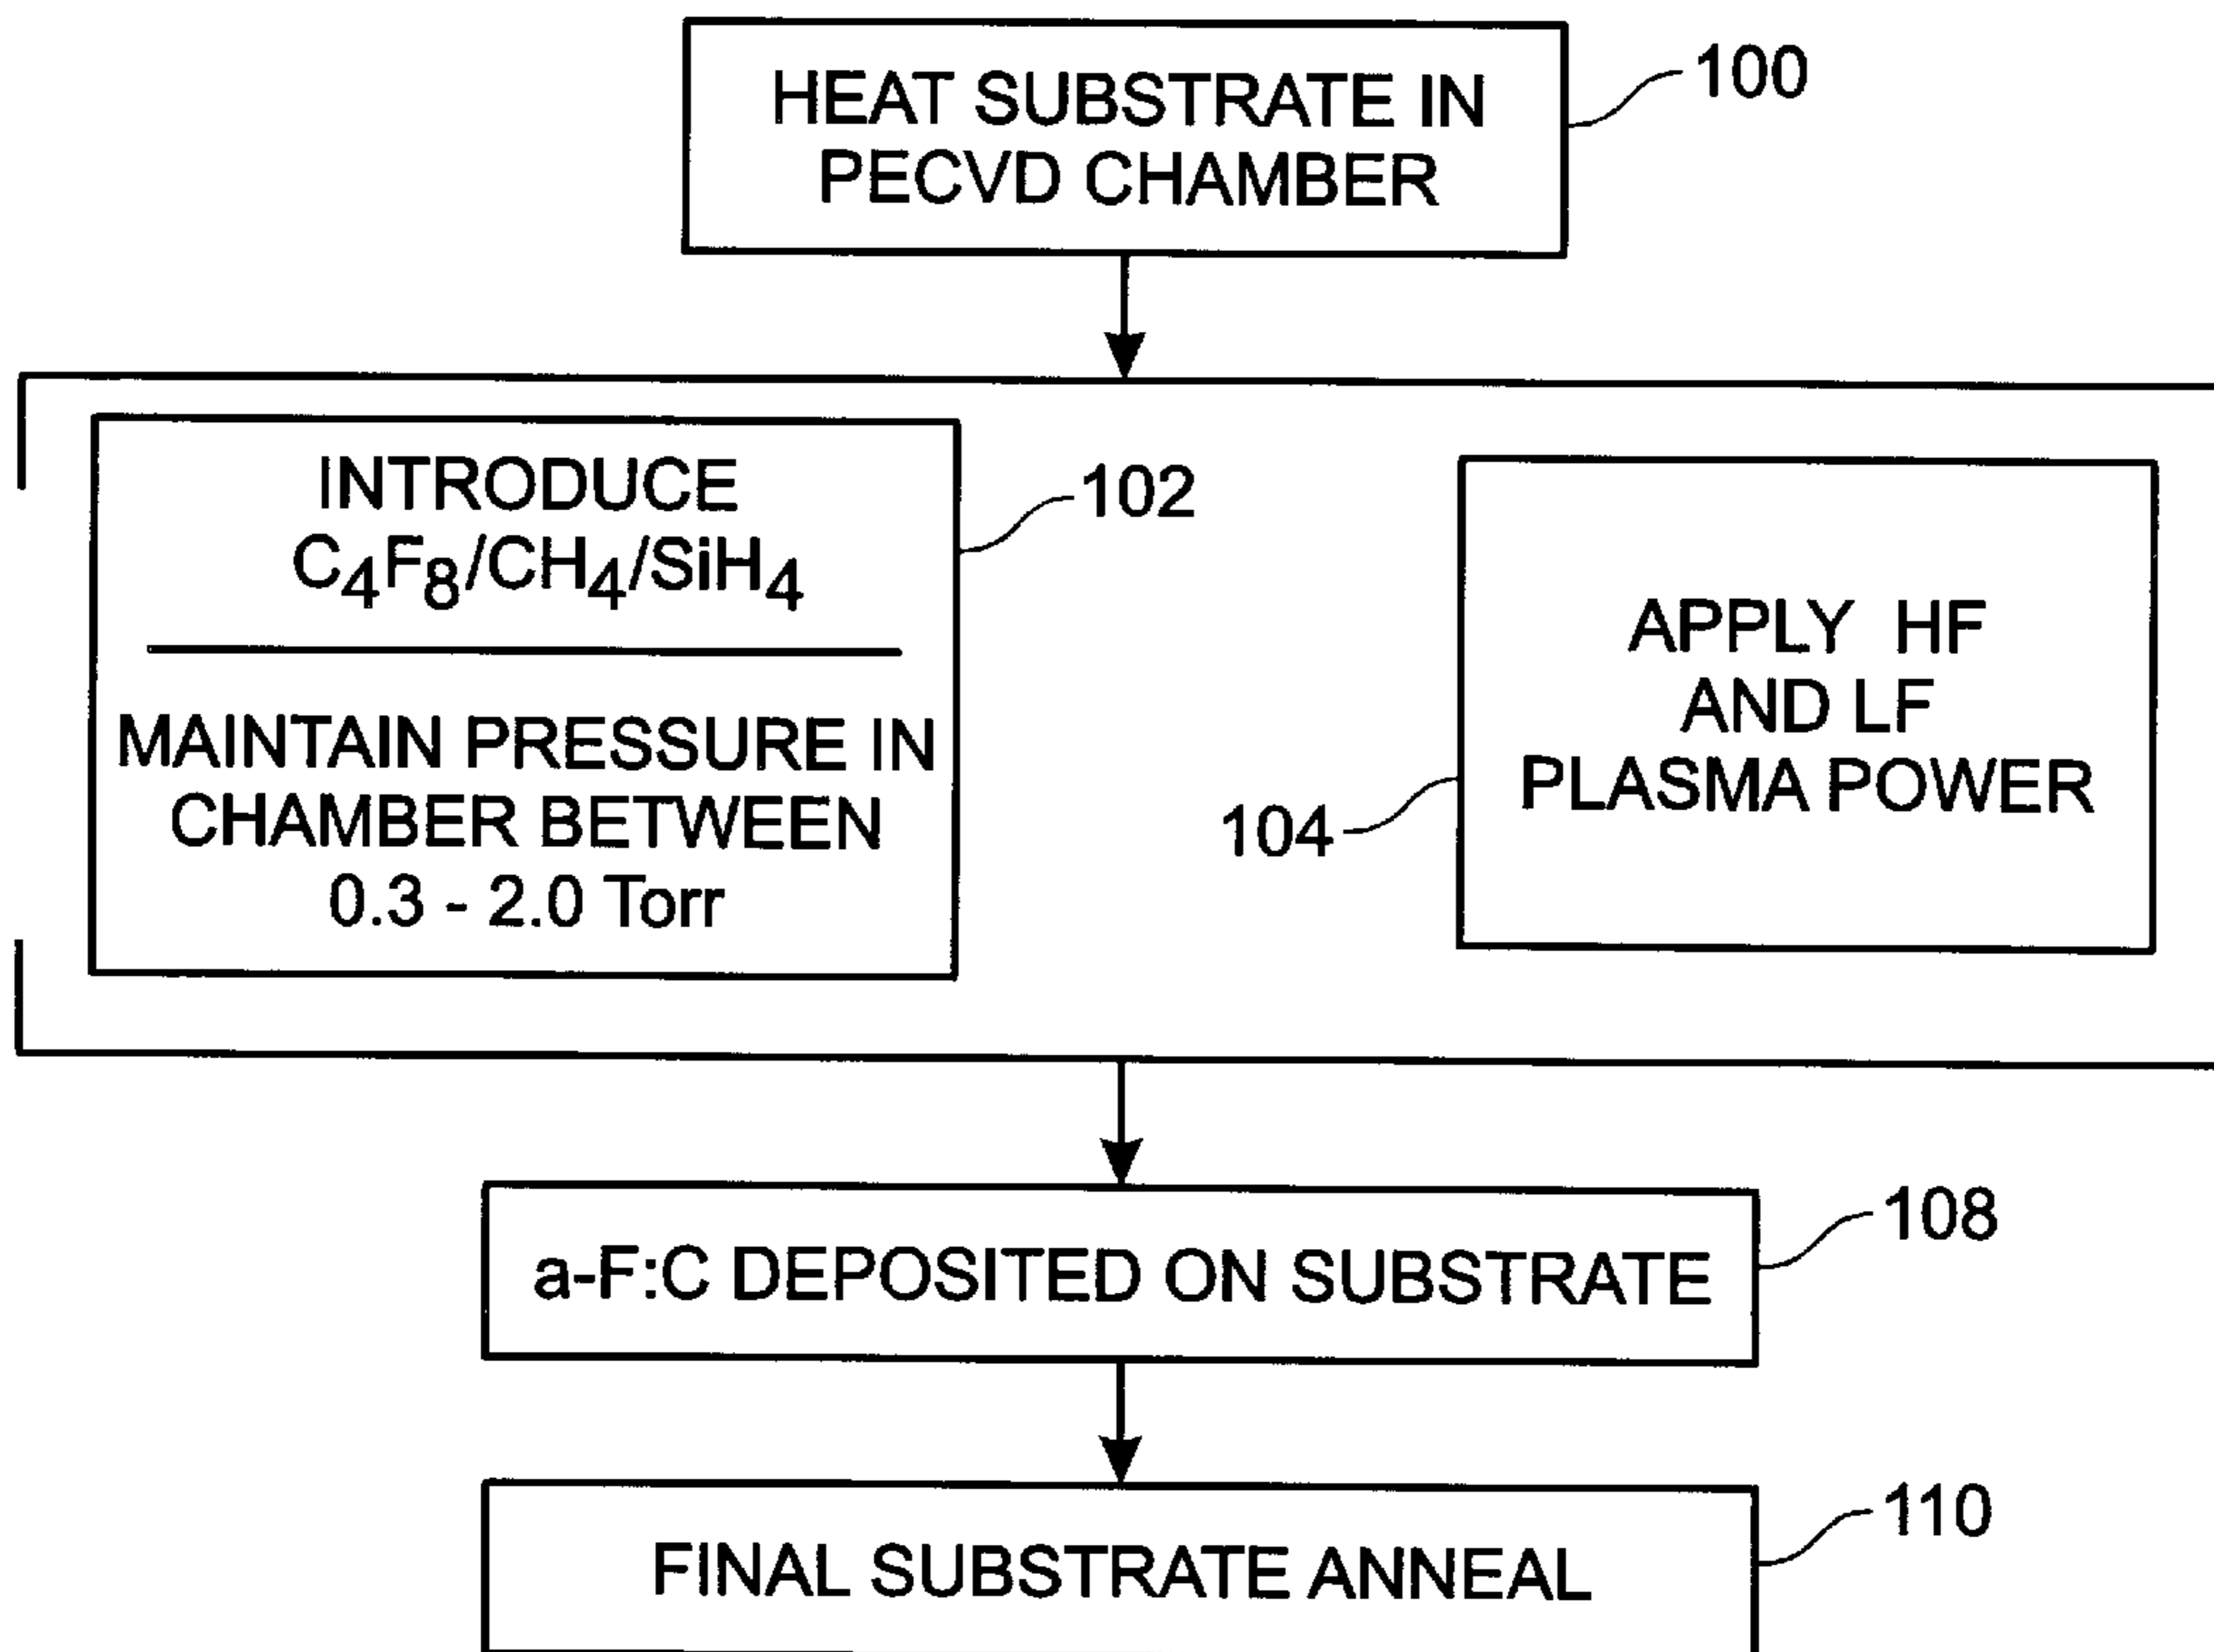 HEAT SUBSTRATE IN
PECVD CHAMBER
100
INTRODUCE
C4F8/CH4/SiH4
MAINTAIN PRESSURE IN
CHAMBER BETWEEN
0.3 - 2.0 Torr
102
APPLY HF
AND LF
PLASMA POWER
104
a-F:C DEPOSITED ON SUBSTRATE
108
FINAL SUBSTRATE ANNEAL
110